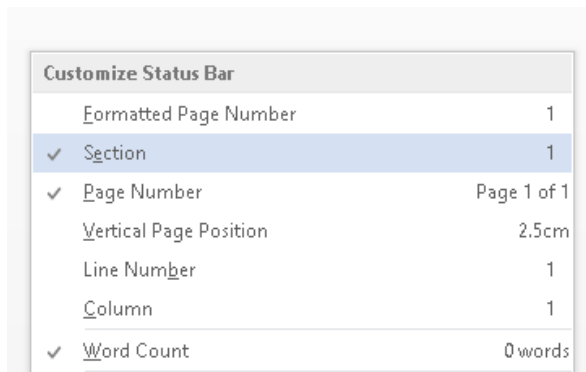 Customize Status Bar
Formatted Page Number 1
Section 1
Page Number Page 1 of 1
Vertical Page Position 2.5cm
Line Number 1
Column 1
Word Count 0 words